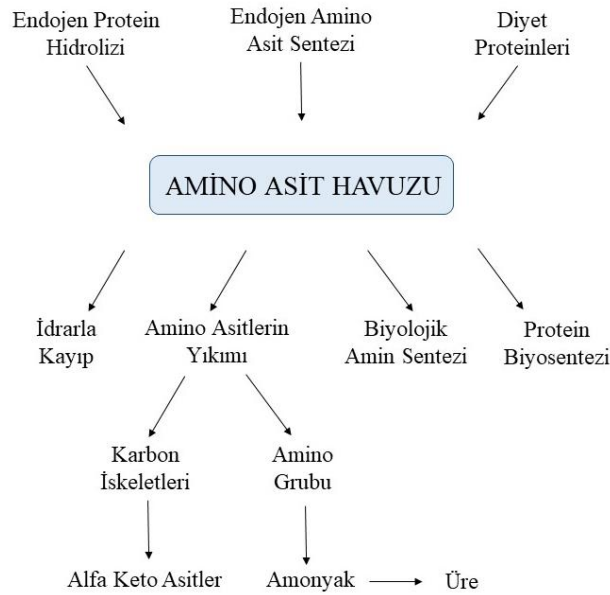 Endojen Protein
Hidrolizi
Endojen Amino
Asit Sentezi
Diyet
Proteinleri
AMİNO ASİT HAVUZU
İdrarla
Kayıp
Amino Asitlerin
Yıkımı
Biyolojik
Amin Sentezi
Protein
Biyosentezi
Karbon
İskeletleri
Amino
Grubu
Alfa Keto Asitler
Amonyak
Üre